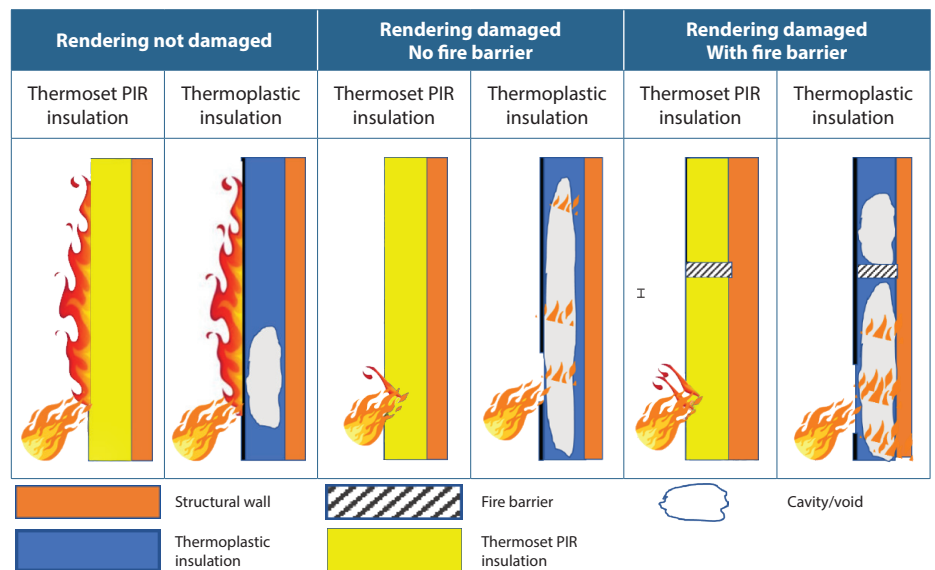 Rendering not damaged
Rendering damaged
No fire barrier
Rendering damaged
With fire barrier
Thermoset PIR
insulation
Thermoplastic
insulation
Thermoset PIR
insulation
Thermoplastic
insulation
Thermoset PIR
insulation
Thermoplastic
insulation
Structural wall
Fire barrier
Cavity/void
Thermoplastic
insulation
Thermoset PIR
insulation